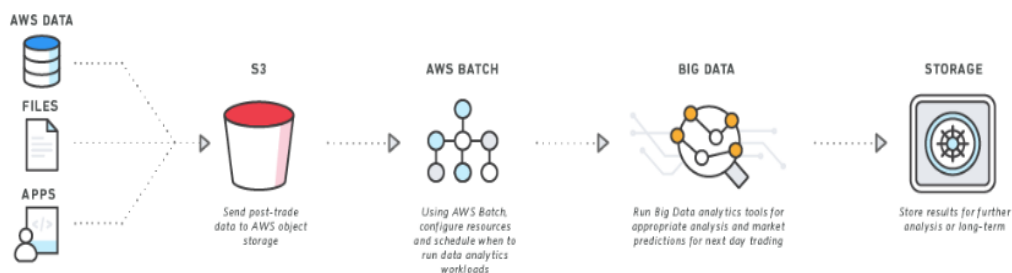 AWS DATA
FILES
APPS
</>
S3
Send post-trade
data to AWS object
storage
AWS BATCH
Using AWS Batch,
configure resources
and schedule when to
run data analytics
workloads
BIG DATA
Run Big Data analytics tools for
appropriate analysis and market
predictions for next day trading
STORAGE
Store results for further
analysis or long-term